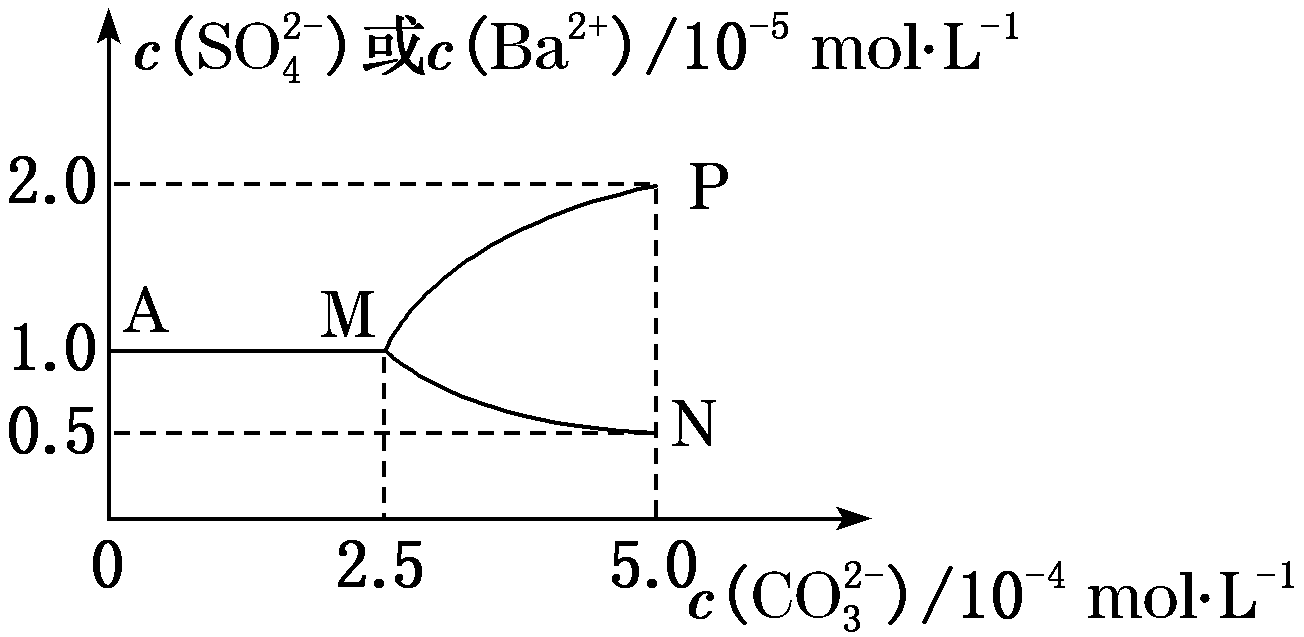 c(SO₄²⁻)或c(Ba²⁺)/10⁻⁵ mol·L⁻¹
2.0
P
A
M
1.0
0.5
N
0
2.5
5.0
c(CO₃²⁻)/10⁻⁴ mol·L⁻¹